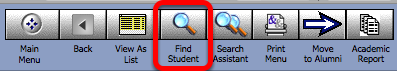 Main Menu
Back
View As List
Find Student
Search Assistant
Print Menu
Move to Alumni
Academic Report